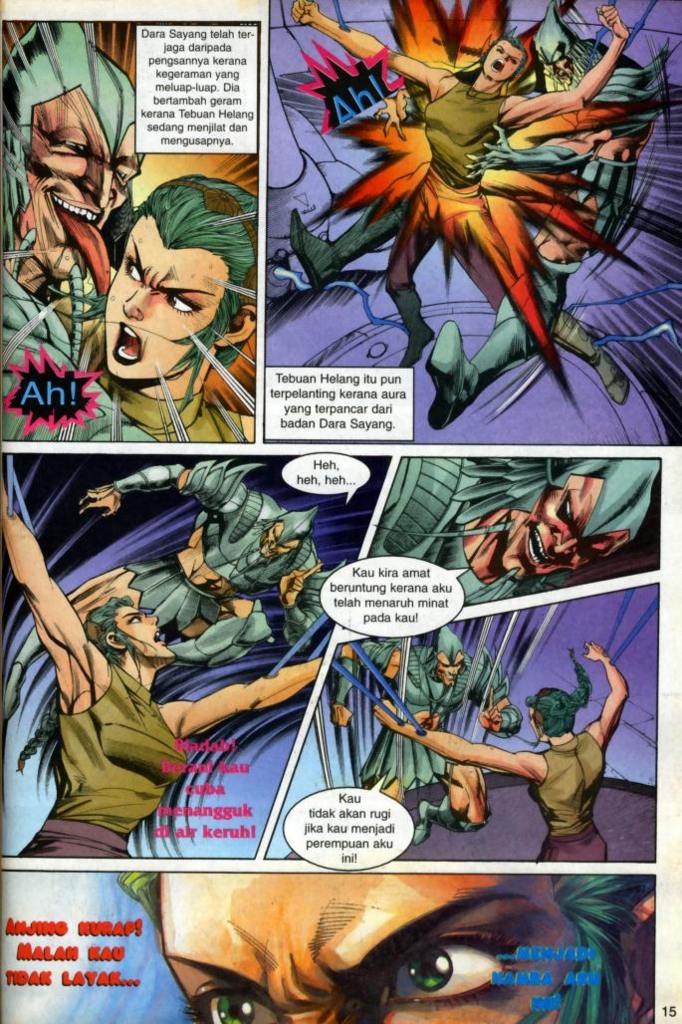 Dara Sayang telah ter-
jaga daripada
pengsannya kerana
kegeraman yang
meluap-luap. Dia
bertambah geram
kerana Tebuan Helang
sedang menjilat dan
mengusapnya.
Ah!
Ah!
Tebuan Helang itu pun
terpelanting kerana aura
yang terpancar dari
badan Dara Sayang.
Heh,
heh, heh...
Biadab!
Berani kau
cuba
menangguk
di air keruh!
Kau kira amat
beruntung kerana aku
telah menaruh minat
pada kau!
Kau
tidak akan rugi
jika kau menjadi
perempuan aku
ini!
ANJING KURAP!
MALAH KAU
TIDAK LAYAK...
...MENJADI
HAMBA AKU
INI!
15